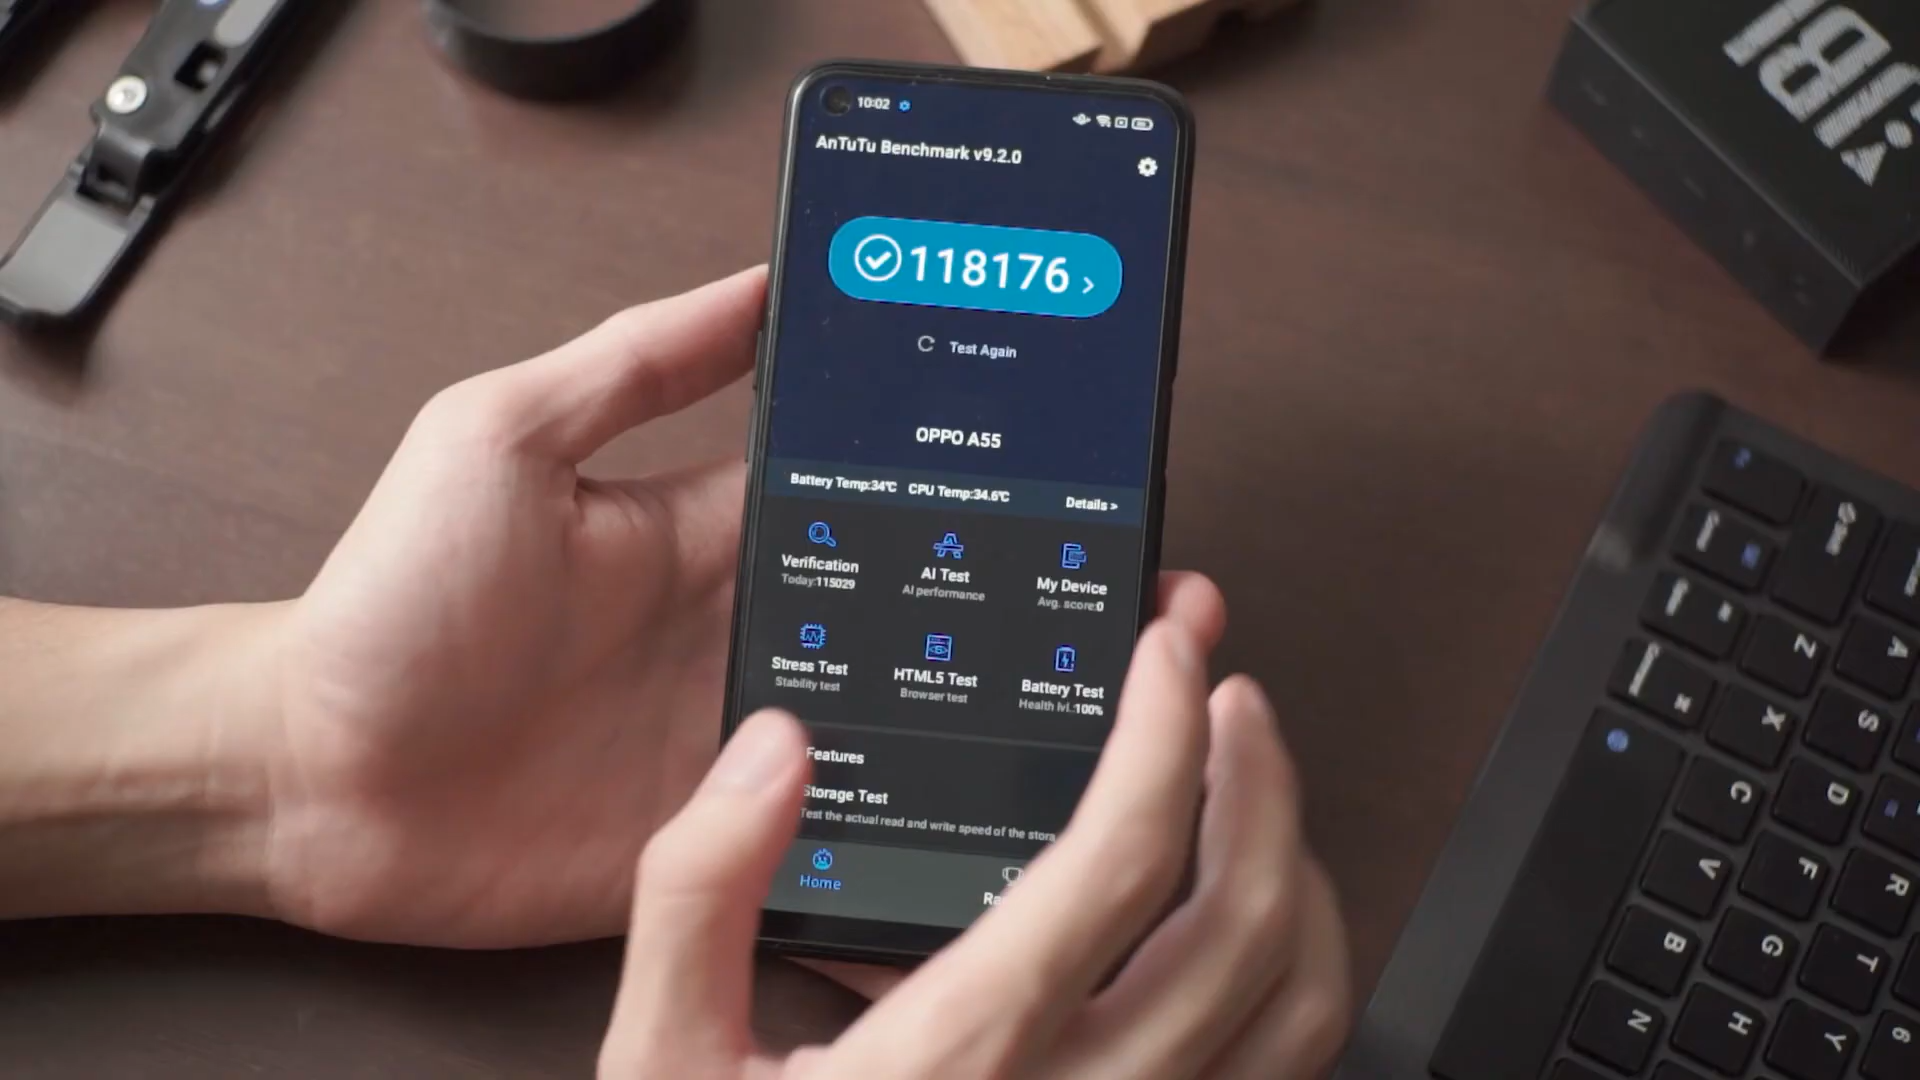 10:02
AnTuTu Benchmark v9.2.0
118176 >
Test Again
OPPO A55
Battery Temp:34℃ CPU Temp:34.6℃ Details >
Verification
Today:115029
AI Test
AI performance
My Device
Avg. score:0
Stress Test
Stability test
HTML5 Test
Browser test
Battery Test
Health lvl.:100%
Features
Storage Test
Test the actual read and write speed of the stora
Home
JBL
Z
A
X
S
C
D
V
F
R
B
G
T
N
H
Y
6